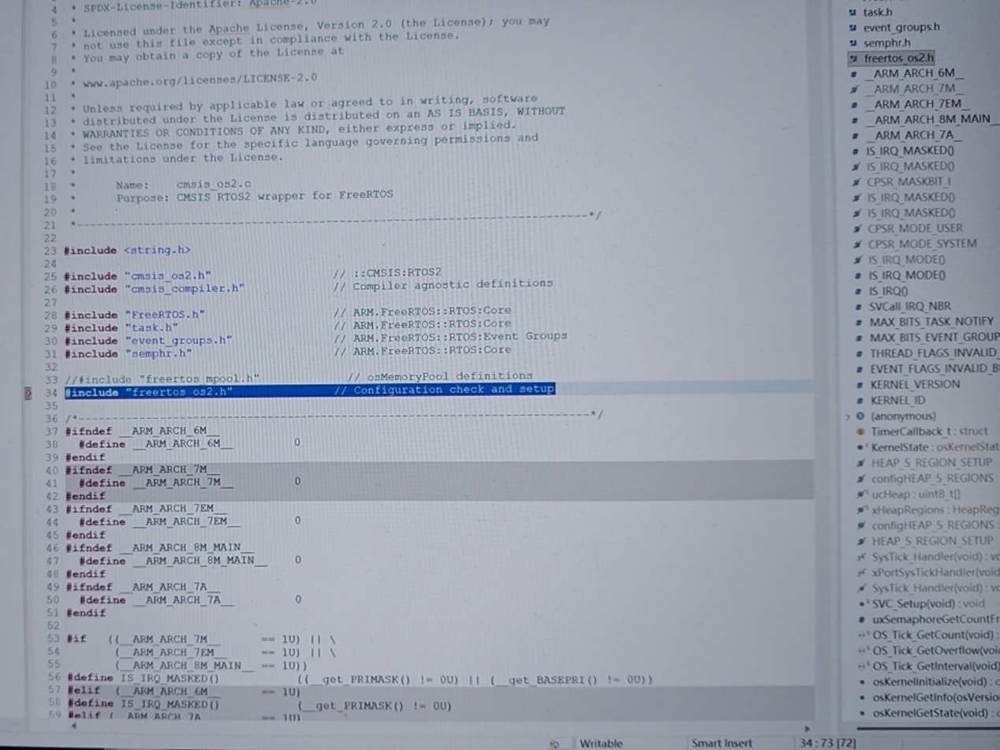 4  * SPDX-License-Identifier: Apache-2.0
5  *
6  * Licensed under the Apache License, Version 2.0 (the License); you may
7  * not use this file except in compliance with the License.
8  * You may obtain a copy of the License at
9  *
10  * www.apache.org/licenses/LICENSE-2.0
11  *
12  * Unless required by applicable law or agreed to in writing, software
13  * distributed under the License is distributed on an AS IS BASIS, WITHOUT
14  * WARRANTIES OR CONDITIONS OF ANY KIND, either express or implied.
15  * See the License for the specific language governing permissions and
16  * limitations under the License.
17  *
18  *      Name:    cmsis_os2.c
19  *      Purpose: CMSIS RTOS2 wrapper for FreeRTOS
20  *
21  *---------------------------------------------------------------------------*/
22
23 #include <string.h>
24
25 #include "cmsis_os2.h"                  // ::CMSIS:RTOS2
26 #include "cmsis_compiler.h"             // Compiler agnostic definitions
27
28 #include "FreeRTOS.h"                   // ARM.FreeRTOS::RTOS:Core
29 #include "task.h"                       // ARM.FreeRTOS::RTOS:Core
30 #include "event_groups.h"               // ARM.FreeRTOS::RTOS:Event Groups
31 #include "semphr.h"                     // ARM.FreeRTOS::RTOS:Core
32
33 //#include "freertos_mpool.h"             // osMemoryPool definitions
34 #include "freertos_os2.h"               // Configuration check and setup
35
36 /*---------------------------------------------------------------------------*/
37 #ifndef __ARM_ARCH_6M__
38   #define __ARM_ARCH_6M__         0
39 #endif
40 #ifndef __ARM_ARCH_7M__
41   #define __ARM_ARCH_7M__         0
42 #endif
43 #ifndef __ARM_ARCH_7EM__
44   #define __ARM_ARCH_7EM__        0
45 #endif
46 #ifndef __ARM_ARCH_8M_MAIN__
47   #define __ARM_ARCH_8M_MAIN__    0
48 #endif
49 #ifndef __ARM_ARCH_7A__
50   #define __ARM_ARCH_7A__         0
51 #endif
52
53 #if   ((__ARM_ARCH_7M__      == 1U) || \
54        (__ARM_ARCH_7EM__     == 1U) || \
55        (__ARM_ARCH_8M_MAIN__ == 1U))
56 #define IS_IRQ_MASKED()           ((__get_PRIMASK() != 0U) || (__get_BASEPRI() != 0U))
57 #elif  (__ARM_ARCH_6M__      == 1U)
58 #define IS_IRQ_MASKED()           (__get_PRIMASK() != 0U)
59 #elif (__ARM_ARCH_7A__       == 1U)
task.h
event_groups.h
semphr.h
freertos_os2.h
__ARM_ARCH_6M__
__ARM_ARCH_7M__
__ARM_ARCH_7EM__
__ARM_ARCH_8M_MAIN__
__ARM_ARCH_7A__
IS_IRQ_MASKED()
IS_IRQ_MASKED()
CPSR_MASKBIT_I
IS_IRQ_MASKED()
IS_IRQ_MASKED()
CPSR_MODE_USER
CPSR_MODE_SYSTEM
IS_IRQ_MODE()
IS_IRQ_MODE()
IS_IRQ()
SVCall_IRQ_NBR
MAX_BITS_TASK_NOTIFY
MAX_BITS_EVENT_GROUP
THREAD_FLAGS_INVALID_
EVENT_FLAGS_INVALID_BI
KERNEL_VERSION
KERNEL_ID
(anonymous)
TimerCallback_t : struct
KernelState : osKernelStat
HEAP_5_REGION_SETUP
configHEAP_5_REGIONS
ucHeap : uint8_t[]
xHeapRegions : HeapReg
configHEAP_5_REGIONS :
HEAP_5_REGION_SETUP
SysTick_Handler(void) : vo
xPortSysTickHandler(void
SysTick_Handler(void) : vo
SVC_Setup(void) : void
uxSemaphoreGetCountFr
OS_Tick_GetCount(void) :
OS_Tick_GetOverflow(voi
OS_Tick_GetInterval(void)
osKernelInitialize(void) : o
osKernelGetInfo(osVersio
osKernelGetState(void) : o
Writable
Smart Insert
34 : 73 [72]